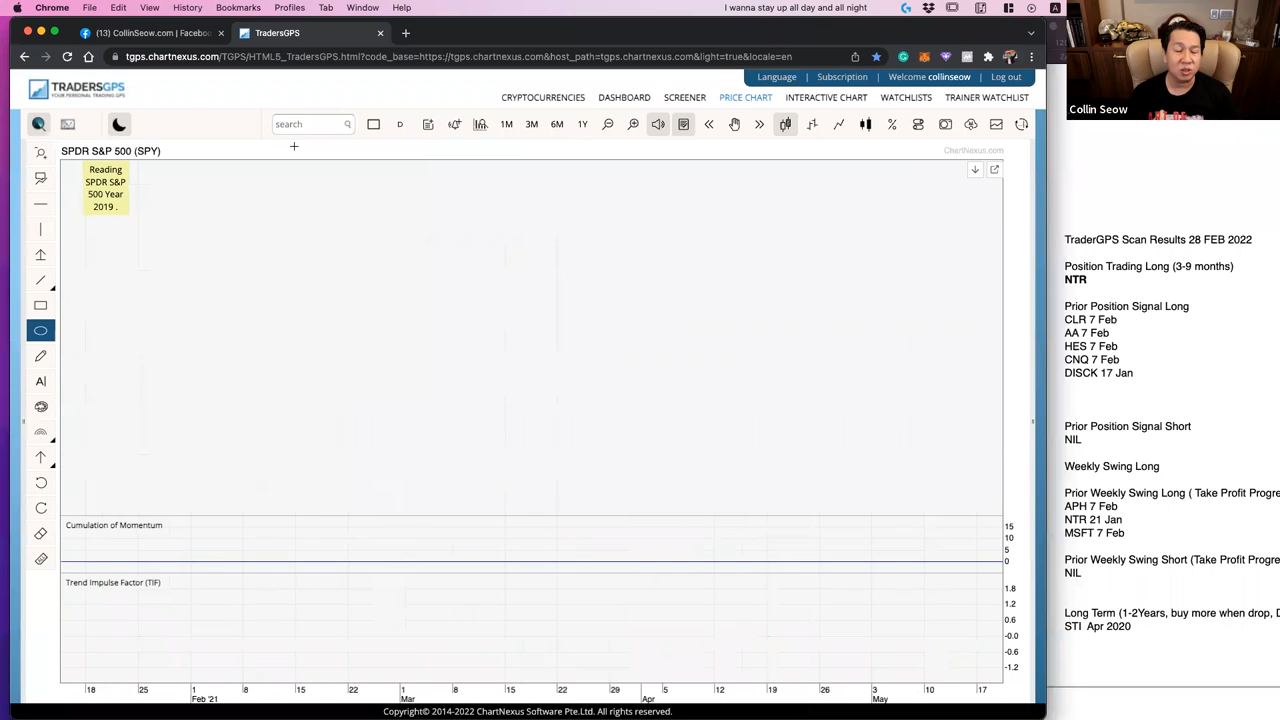 Chrome File Edit View History Bookmarks Profiles Tab Window Help I wanna stay up all day and all night
(13) CollinSeow.com | Faceboo
TradersGPS
tgps.chartnexus.com/TGPS/HTML5_TradersGPS.html?code_base=https://tgps.chartnexus.com&host_path=tgps.chartnexus.com&light=true&locale=en
Language Subscription Welcome collinseow Log out
TRADERSGPS
YOUR PERSONAL TRADING GPS
CRYPTOCURRENCIES DASHBOARD SCREENER PRICE CHART INTERACTIVE CHART WATCHLISTS TRAINER WATCHLIST
search D 1M 3M 6M 1Y
SPDR S&P 500 (SPY)
ChartNexus.com
Reading
SPDR S&P
500 Year
2019 .
Cumulation of Momentum
15
10
5
0
Trend Impulse Factor (TIF)
1.8
1.2
0.6
-0.0
-0.6
-1.2
18 25 1 8 15 22 1 8 15 22 5 12 19 26 3 10 17
Feb '21 Mar Apr May
Copyright© 2014-2022 ChartNexus Software Pte.Ltd. All rights reserved.
Collin Seow
TraderGPS Scan Results 28 FEB 2022
Position Trading Long (3-9 months)
NTR
Prior Position Signal Long
CLR 7 Feb
AA 7 Feb
HES 7 Feb
CNQ 7 Feb
DISCK 17 Jan
Prior Position Signal Short
NIL
Weekly Swing Long
Prior Weekly Swing Long ( Take Profit Progre
APH 7 Feb
NTR 21 Jan
MSFT 7 Feb
Prior Weekly Swing Short (Take Profit Progre
NIL
Long Term (1-2Years, buy more when drop, D
STI Apr 2020